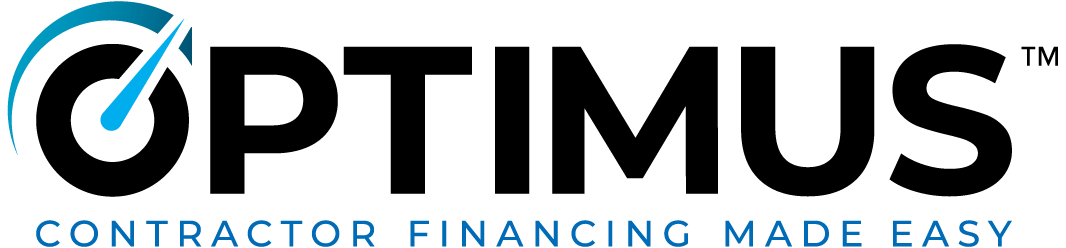 OPTIMUS™
CONTRACTOR FINANCING MADE EASY